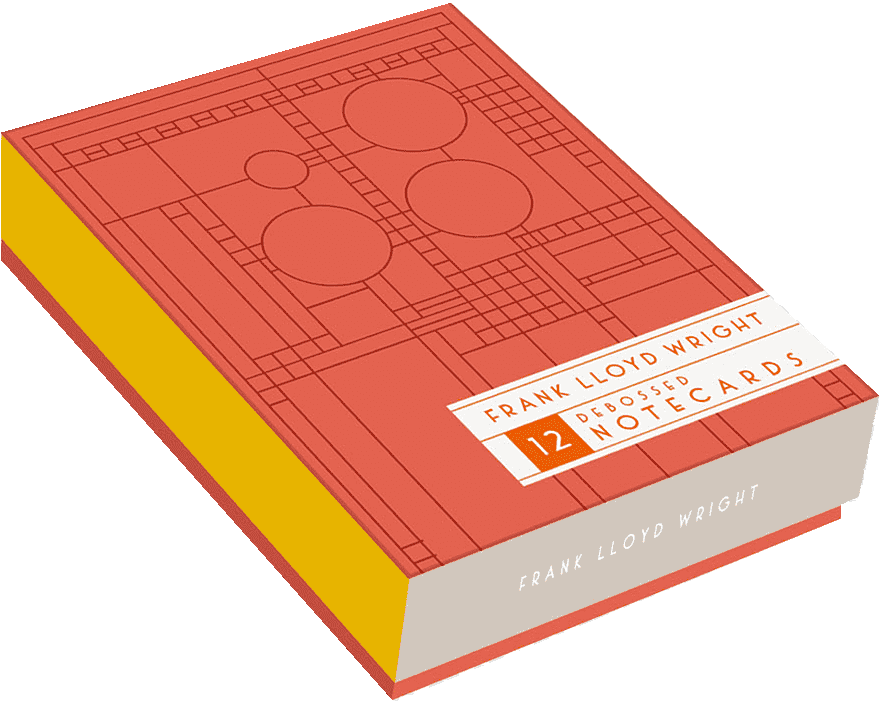 FRANK LLOYD WRIGHT
12
DEBOSSED
NOTECARDS
FRANK LLOYD WRIGHT